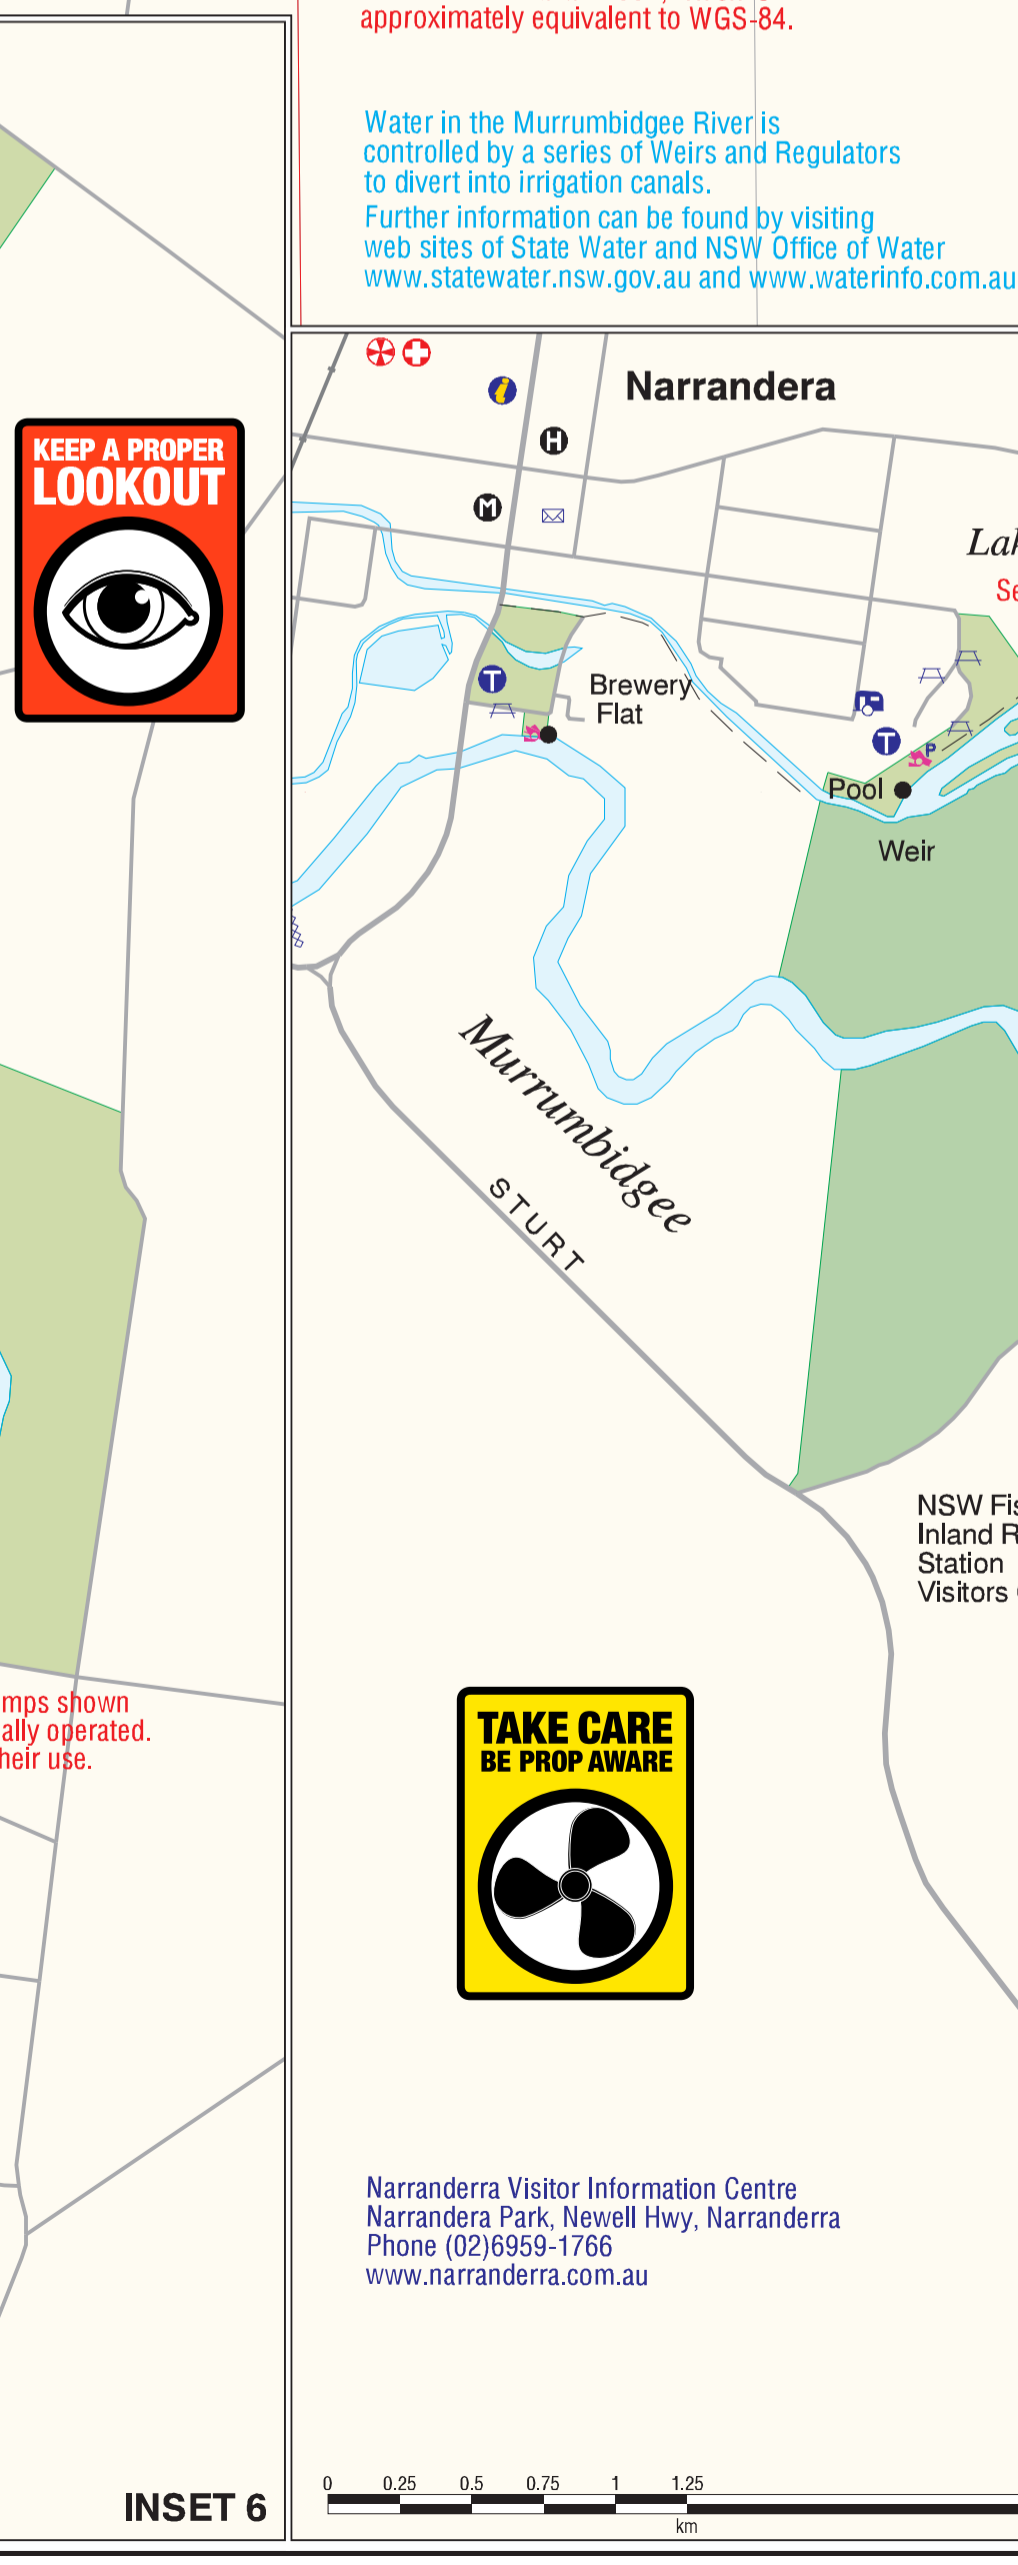 approximately equivalent to WGS-84.
Water in the Murrumbidgee River is
controlled by a series of Weirs and Regulators
to divert into irrigation canals.
Further information can be found by visiting
web sites of State Water and NSW Office of Water
www.statewater.nsw.gov.au and www.waterinfo.com.au
KEEP A PROPER
LOOKOUT
Narrandera
i
H
M
Lak
Se
T
Brewery
Flat
T
P
Pool
Weir
Murrumbidgee
STURT
NSW Fis
Inland R
Station
Visitors
mps shown
ally operated.
heir use.
TAKE CARE
BE PROP AWARE
Narranderra Visitor Information Centre
Narrandera Park, Newell Hwy, Narranderra
Phone (02)6959-1766
www.narranderra.com.au
INSET 6
0 0.25 0.5 0.75 1 1.25
km